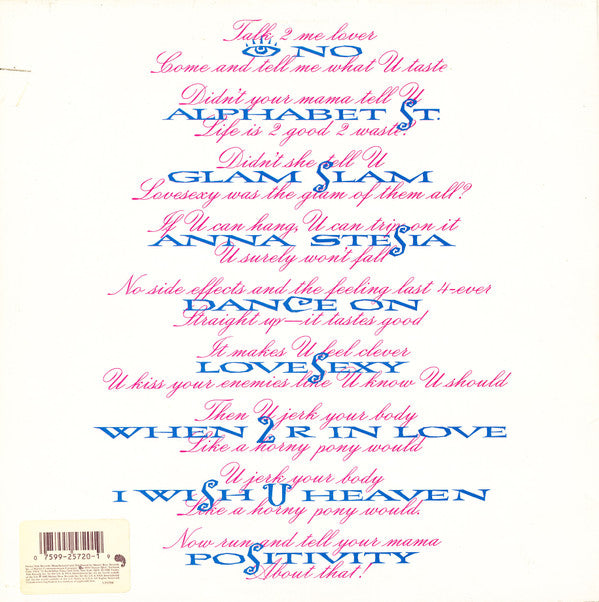 Talk 2 me lover
👁 NO
Come and tell me what U taste
Didn't your mama tell U
ALPHABET ST.
Life is 2 good 2 waste?
Didn't she tell U
GLAM SLAM
Lovesexy was the glam of them all?
If U can hang, U can trip on it
ANNA STESIA
U surely won't fall
No side effects and the feeling last 4-ever
DANCE ON
Straight up—it tastes good
It makes U feel clever
LOVESEXY
U kiss your enemies like U know U should
Then U jerk your body
WHEN 2 R IN LOVE
Like a horny pony would
U jerk your body
I WISH U HEAVEN
Like a horny pony would.
Now run and tell your mama
POSITIVITY
About that!
0 7599-25720-1 9